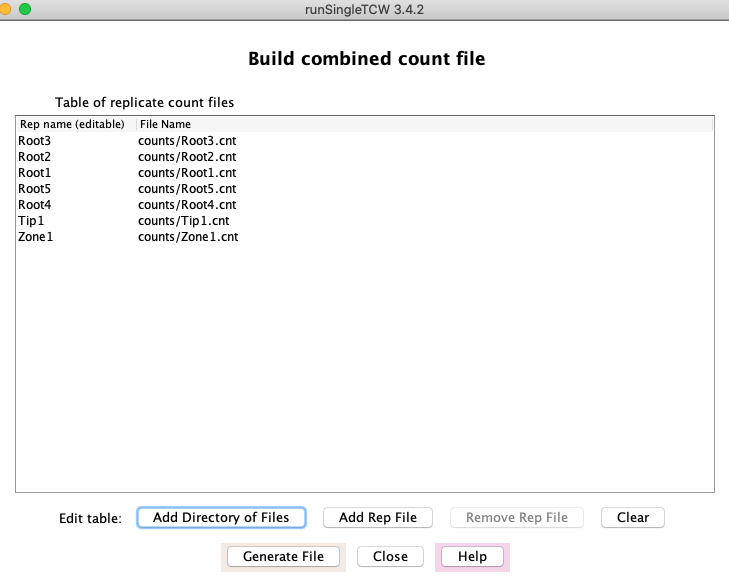 runSingleTCW 3.4.2
Build combined count file
Table of replicate count files
Rep name (editable) File Name
Root3 counts/Root3.cnt
Root2 counts/Root2.cnt
Root1 counts/Root1.cnt
Root5 counts/Root5.cnt
Root4 counts/Root4.cnt
Tip1 counts/Tip1.cnt
Zone1 counts/Zone1.cnt
Edit table: Add Directory of Files Add Rep File Remove Rep File Clear
Generate File Close Help